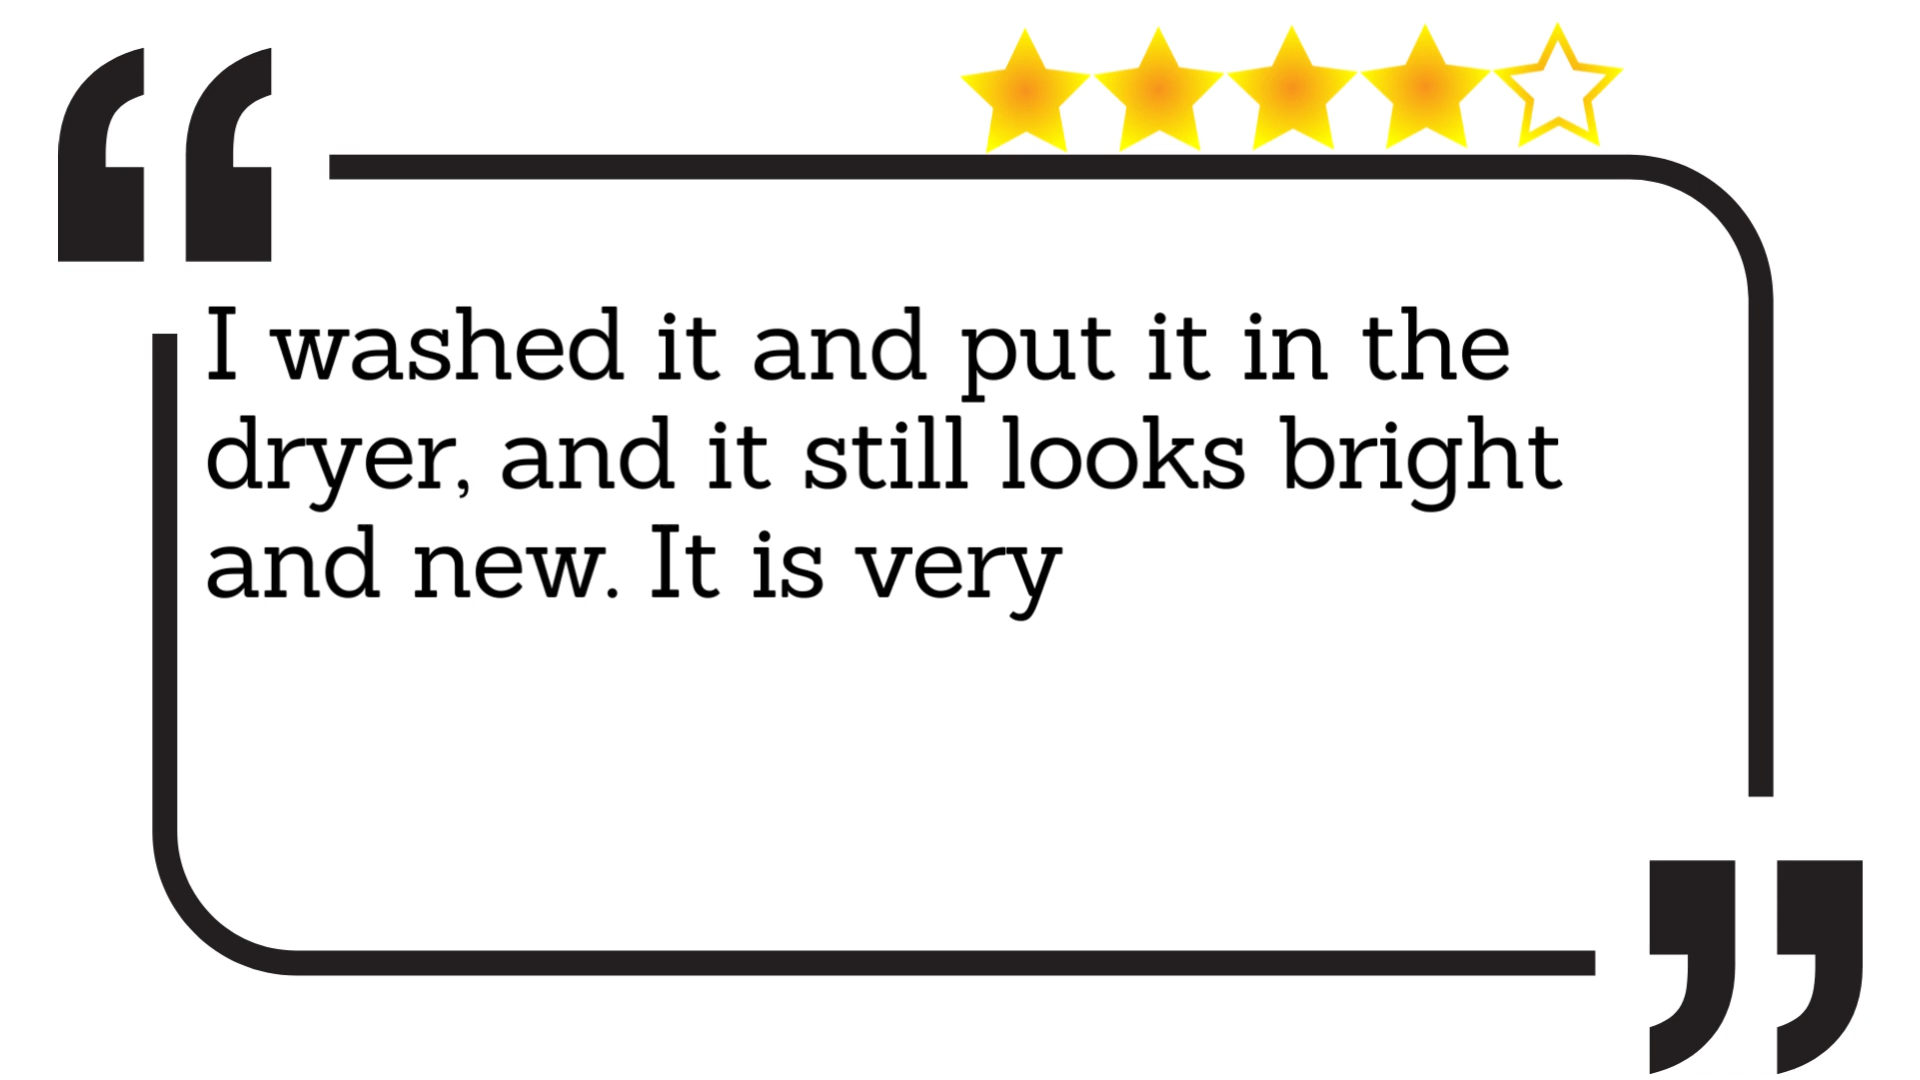 I washed it and put it in the
dryer, and it still looks bright
and new. It is very